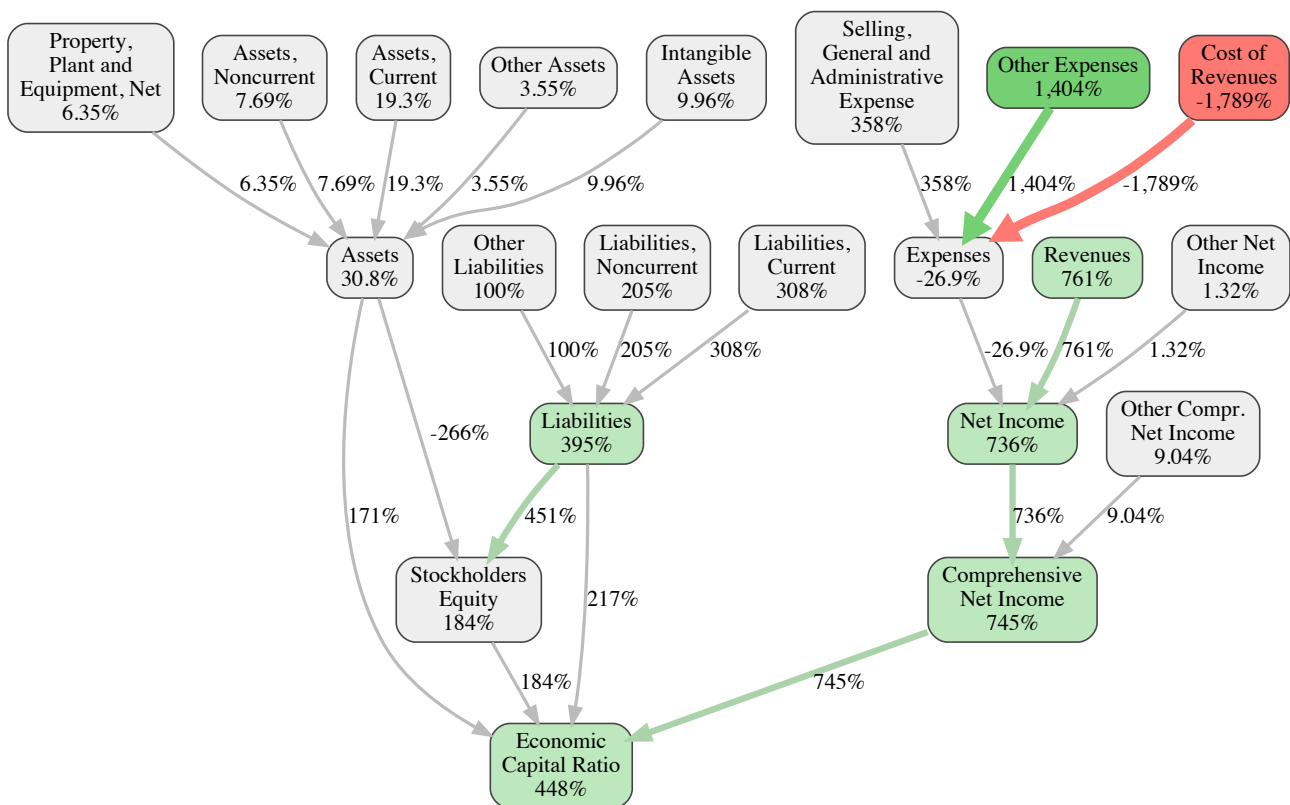 Property,
Plant and
Equipment, Net
6.35%
Assets,
Noncurrent
7.69%
Assets,
Current
19.3%
Other Assets
3.55%
Intangible
Assets
9.96%
Selling,
General and
Administrative
Expense
358%
Other Expenses
1,404%
Cost of
Revenues
-1,789%
6.35%
7.69%
19.3%
3.55%
9.96%
358%
1,404%
-1,789%
Assets
30.8%
Other
Liabilities
100%
Liabilities,
Noncurrent
205%
Liabilities,
Current
308%
Expenses
-26.9%
Revenues
761%
Other Net
Income
1.32%
100%
205%
308%
-26.9%
761%
1.32%
Liabilities
395%
Net Income
736%
Other Compr.
Net Income
9.04%
-266%
171%
451%
736%
9.04%
Stockholders
Equity
184%
217%
Comprehensive
Net Income
745%
184%
745%
Economic
Capital Ratio
448%